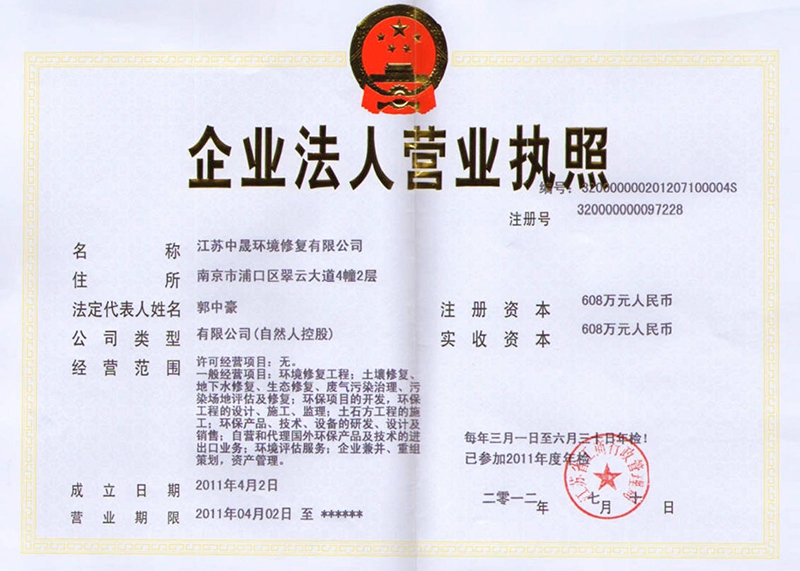 企业法人营业执照
编号：320000000201207100004S
注册号 320000000097228
名称 江苏中晟环境修复有限公司
住所 南京市浦口区翠云大道4幢2层
法定代表人姓名 郭中豪
注册资本 608万元人民币
公司类型 有限公司(自然人控股)
实收资本 608万元人民币
经营范围 许可经营项目：无。
一般经营项目：环境修复工程；土壤修复、
地下水修复、生态修复、废气污染治理、污
染场地评估及修复；环保项目的开发，环保
工程的设计、施工、监理；土石方工程的施
工；环保产品、技术、设备的研发、设计及
销售；自营和代理国外环保产品及技术的进
出口业务；环境评估服务；企业兼并、重组
策划，资产管理。
每年三月一日至六月三十日年检！
已参加2011年度年检
成立日期 2011年4月2日
二〇一二年七月十日
营业期限 2011年04月02日 至 ******
江苏省工商行政管理局